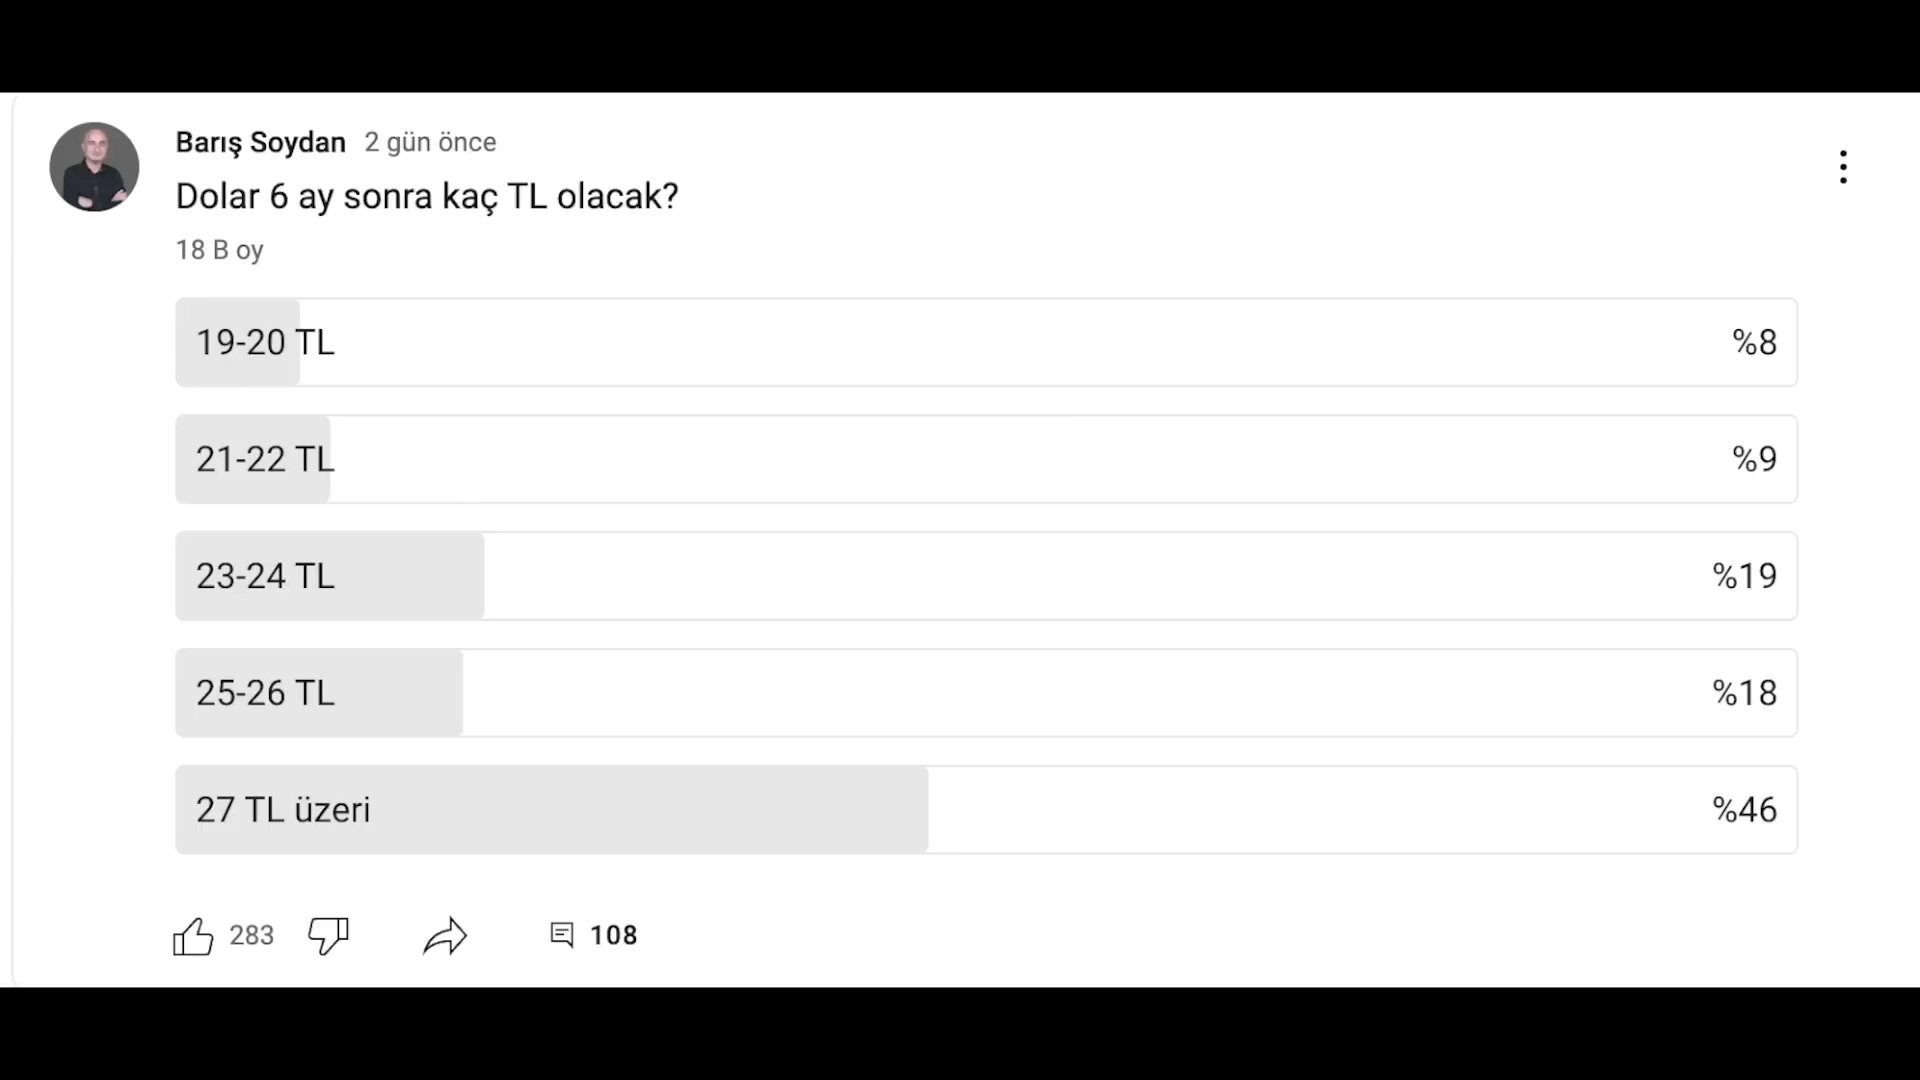 Barış Soydan 2 gün önce
Dolar 6 ay sonra kaç TL olacak?
18 B oy
19-20 TL %8
21-22 TL %9
23-24 TL %19
25-26 TL %18
27 TL üzeri %46
283 108